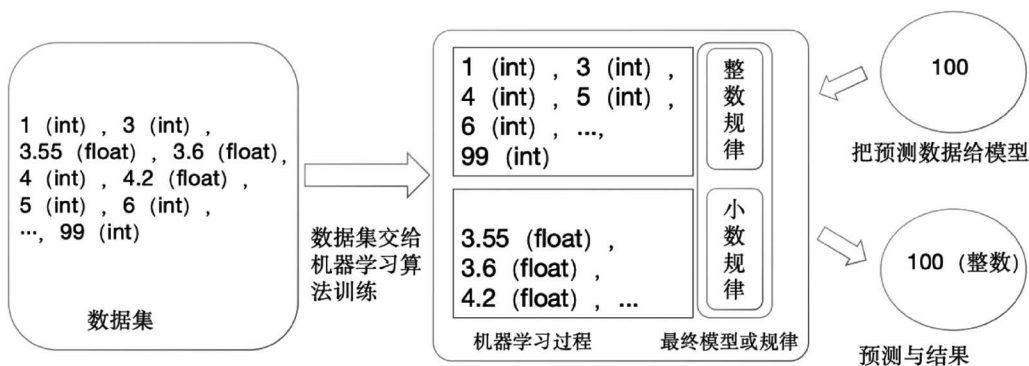 1 (int) , 3 (int) ,
3.55 (float) , 3.6 (float) ,
4 (int) , 4.2 (float) ,
5 (int) , 6 (int) ,
…, 99 (int)
数据集
数据集交给
机器学习算
法训练
1 (int) , 3 (int) ,
4 (int) , 5 (int) ,
6 (int) , …,
99 (int)
整
数
规
律
3.55 (float) ,
3.6 (float) ,
4.2 (float) , …
小
数
规
律
机器学习过程
最终模型或规律
100
把预测数据给模型
100 (整数)
预测与结果